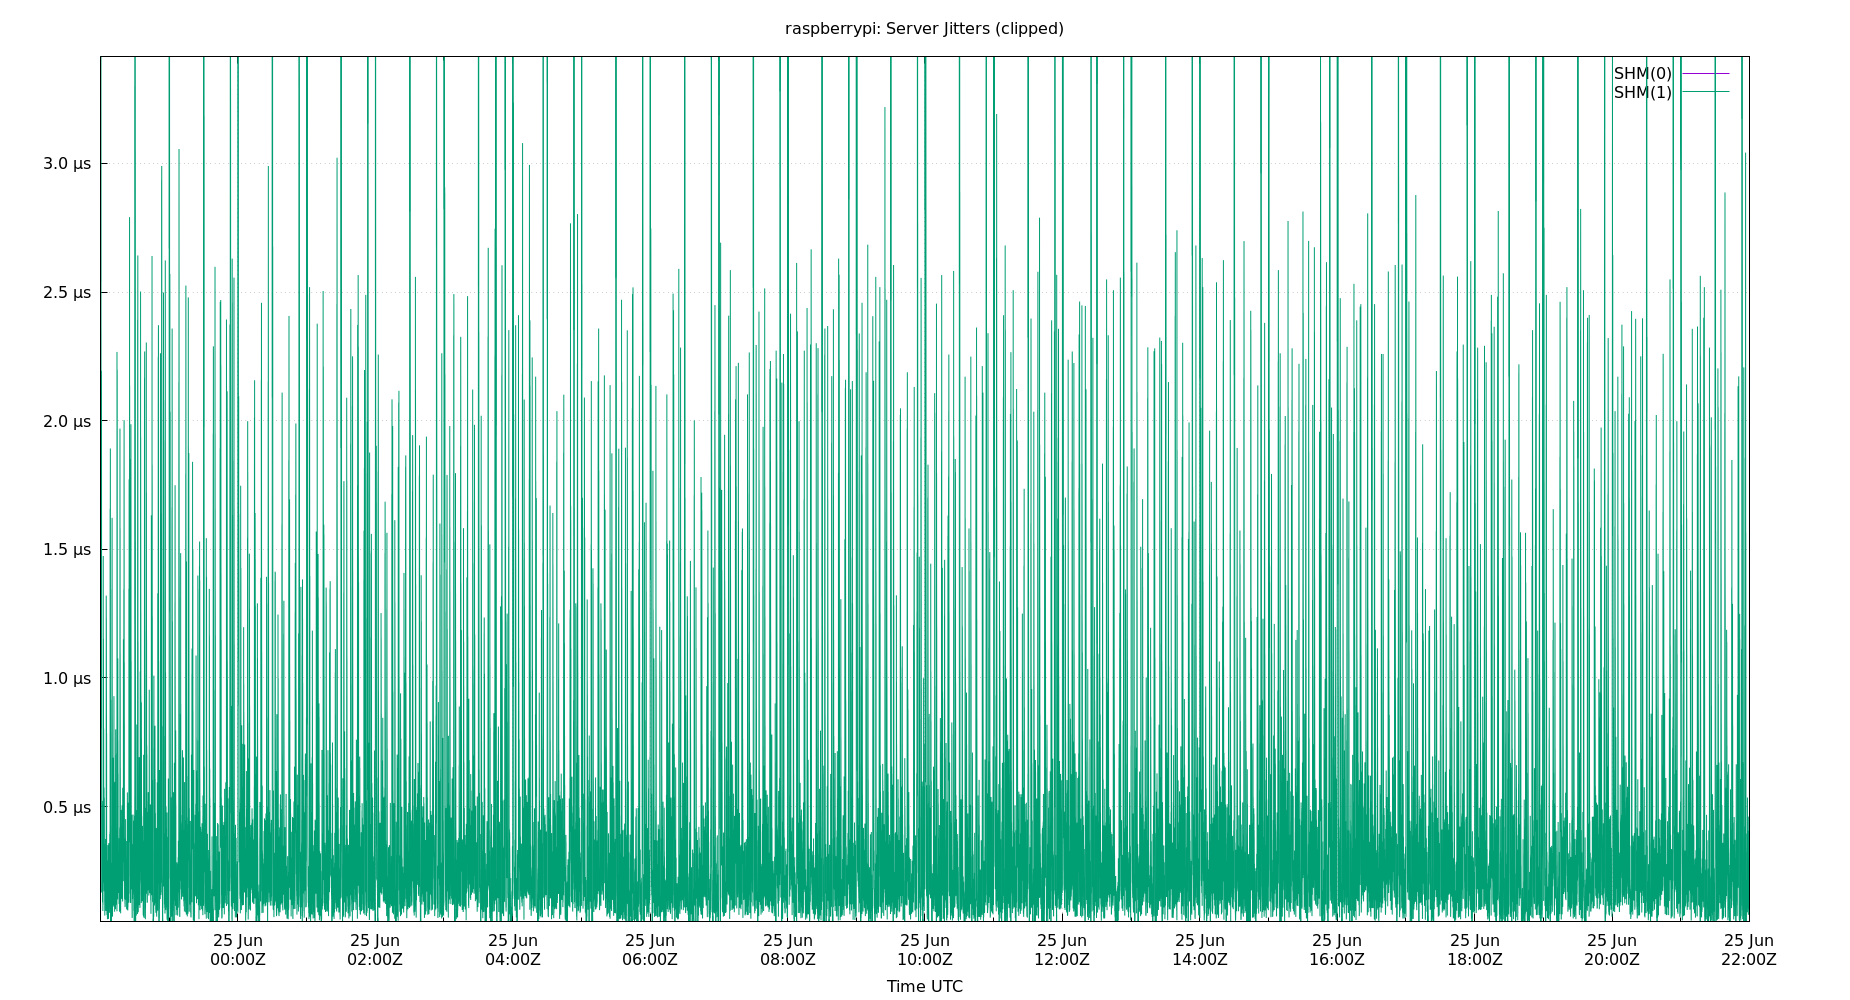 raspberrypi: Server Jitters (clipped)
SHM(0)
SHM(1)
3.0 µs
2.5 µs
2.0 µs
1.5 µs
1.0 µs
0.5 µs
25 Jun 25 Jun 25 Jun 25 Jun 25 Jun 25 Jun 25 Jun 25 Jun 25 Jun 25 Jun 25 Jun 25 Jun
00:00Z 02:00Z 04:00Z 06:00Z 08:00Z 10:00Z 12:00Z 14:00Z 16:00Z 18:00Z 20:00Z 22:00Z
Time UTC